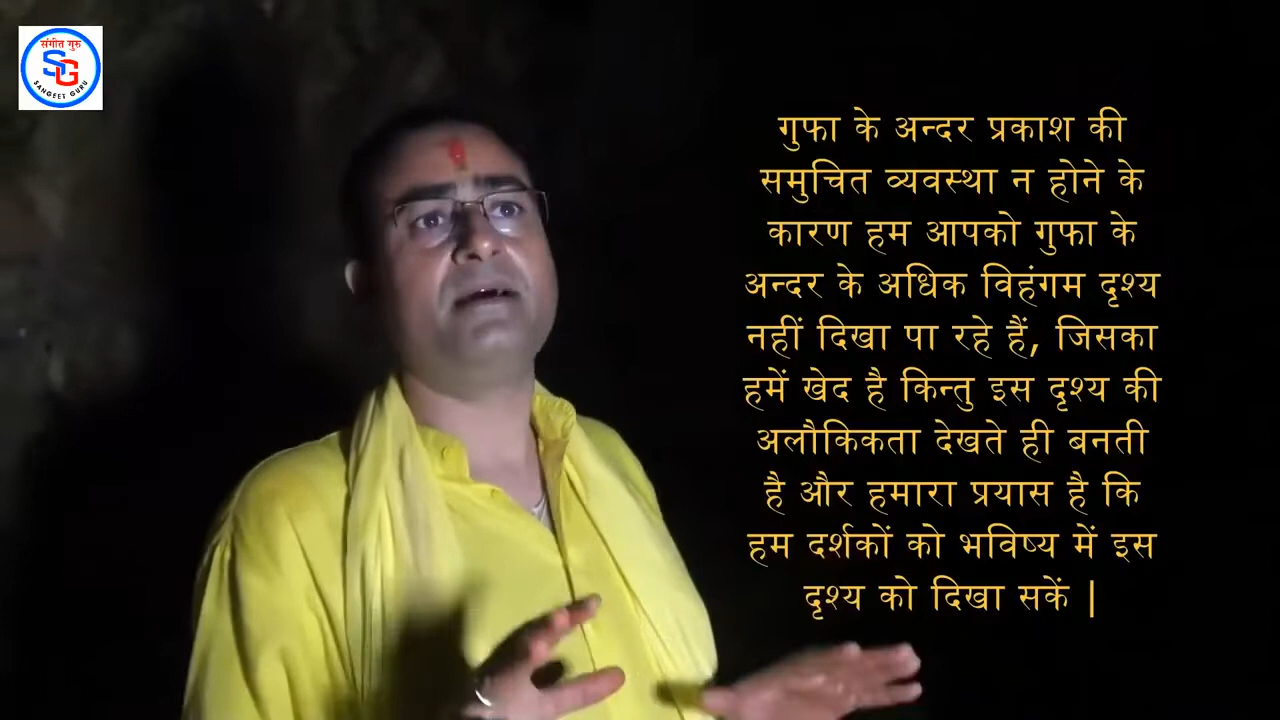 संगीत गुरु
SG
SANGEET GURU
गुफा के अन्दर प्रकाश की
समुचित व्यवस्था न होने के
कारण हम आपको गुफा के
अन्दर के अधिक विहंगम दृश्य
नहीं दिखा पा रहे हैं, जिसका
हमें खेद है किन्तु इस दृश्य की
अलौकिकता देखते ही बनती
है और हमारा प्रयास है कि
हम दर्शकों को भविष्य में इस
दृश्य को दिखा सकें |